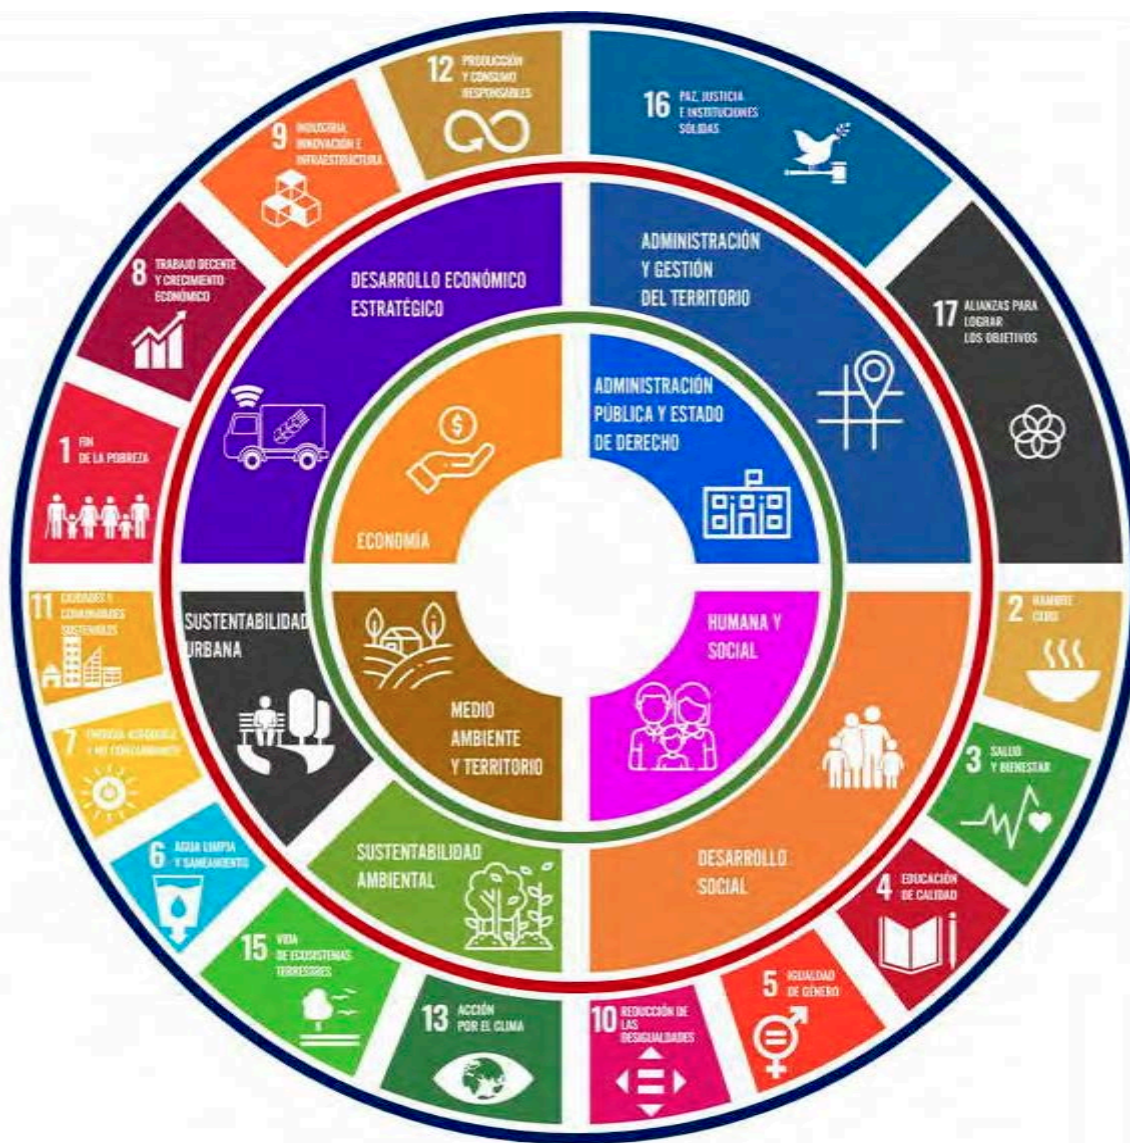 12 PRODUCCIÓN
Y CONSUMO
RESPONSABLES
16 PAZ, JUSTICIA
E INSTITUCIONES
SÓLIDAS
9 INDUSTRIA,
INNOVACIÓN E
INFRAESTRUCTURA
8 TRABAJO DECENTE
Y CRECIMIENTO
ECONÓMICO
17 ALIANZAS PARA
LOGRAR
LOS OBJETIVOS
1 FIN
DE LA POBREZA
DESARROLLO ECONÓMICO
ESTRATÉGICO
ADMINISTRACIÓN
Y GESTIÓN
DEL TERRITORIO
$
ECONOMÍA
ADMINISTRACIÓN
PÚBLICA Y ESTADO
DE DERECHO
11 CIUDADES Y
COMUNIDADES
SOSTENIBLES
SUSTENTABILIDAD
URBANA
MEDIO
AMBIENTE
Y TERRITORIO
HUMANA Y
SOCIAL
2 HAMBRE
CERO
7 ENERGÍA ASEQUIBLE
Y NO CONTAMINANTE
3 SALUD
Y BIENESTAR
6 AGUA LIMPIA
Y SANEAMIENTO
SUSTENTABILIDAD
AMBIENTAL
DESARROLLO
SOCIAL
4 EDUCACIÓN
DE CALIDAD
15 VIDA
DE ECOSISTEMAS
TERRESTRES
13 ACCIÓN
POR EL CLIMA
10 REDUCCIÓN DE
LAS
DESIGUALDADES
5 IGUALDAD
DE GÉNERO